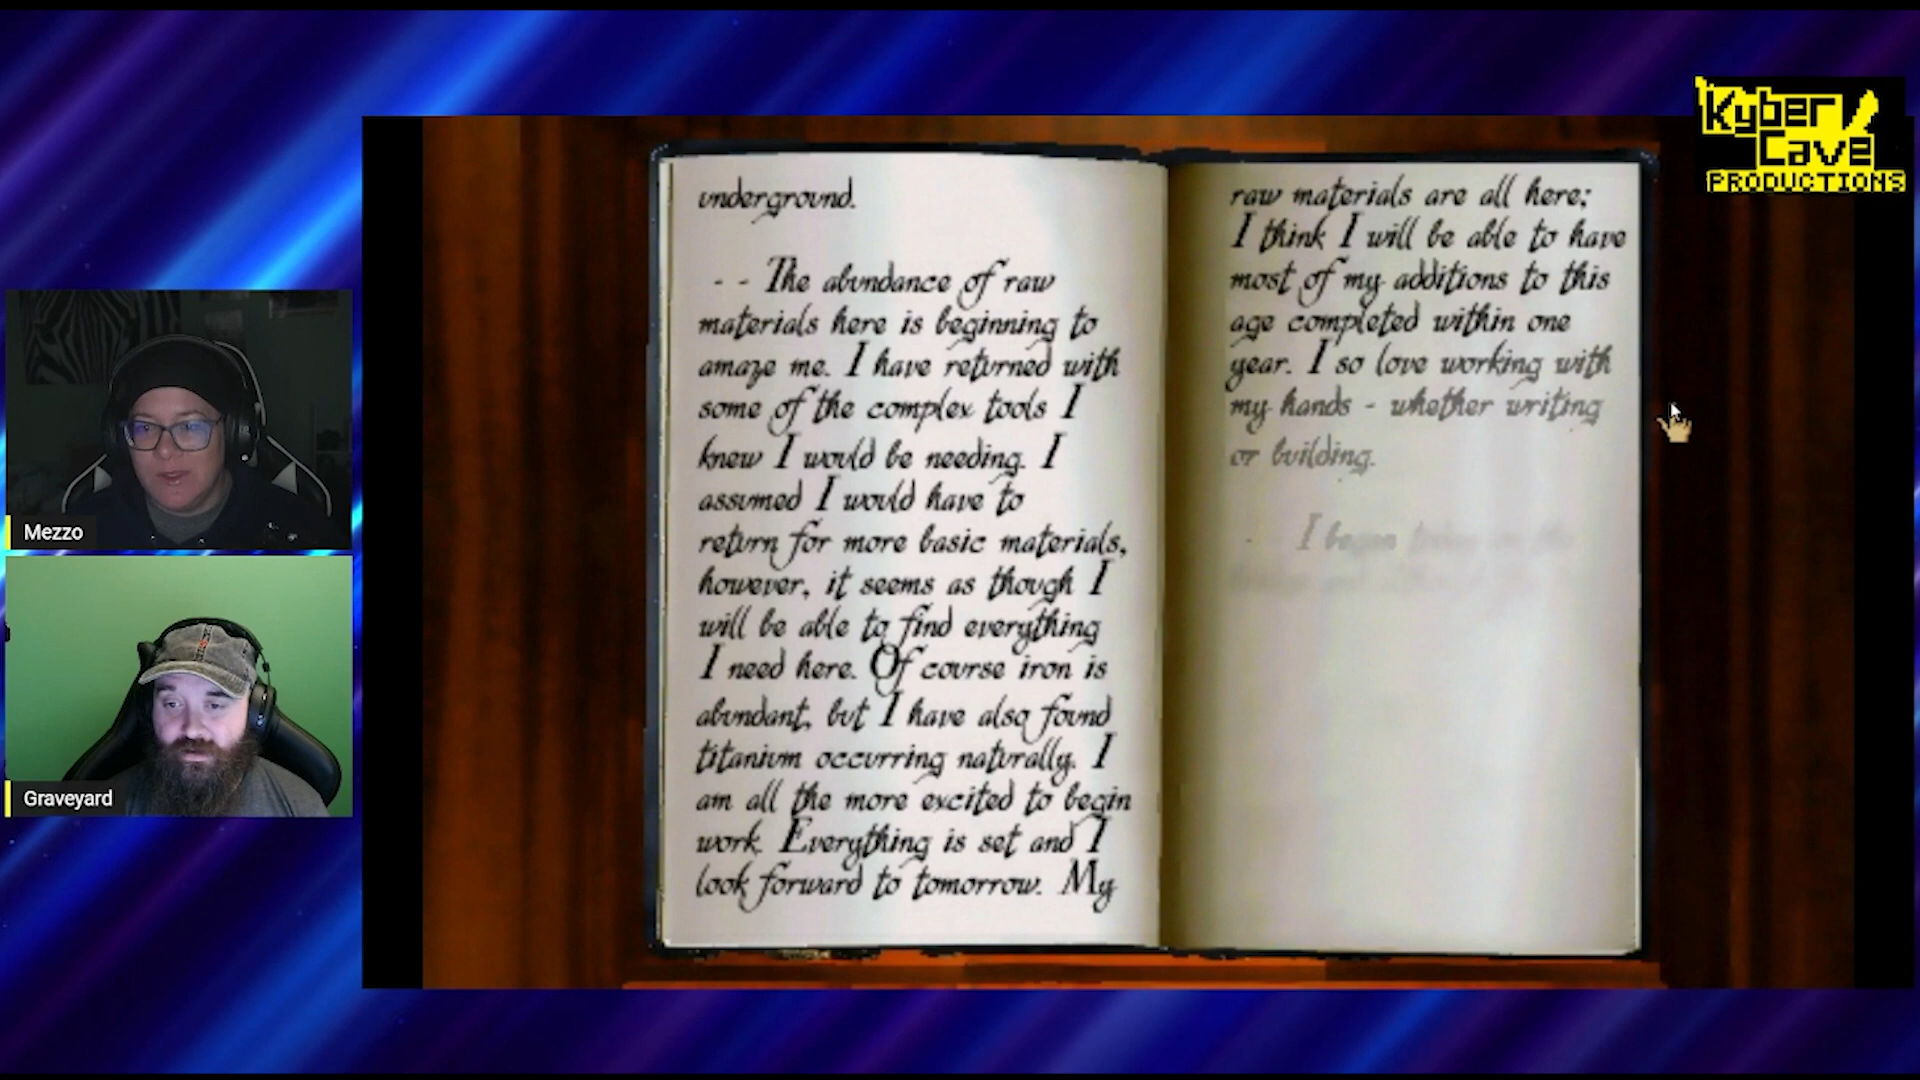 Kyber
Cave
PRODUCTIONS
underground.
- - The abundance of raw
materials here is beginning to
amaze me. I have returned with
some of the complex tools I
knew I would be needing. I
assumed I would have to
return for more basic materials,
however, it seems as though I
will be able to find everything
I need here. Of course iron is
abundant, but I have also found
titanium occurring naturally. I
am all the more excited to begin
work. Everything is set and I
look forward to tomorrow. My
raw materials are all here;
I think I will be able to have
most of my additions to this
age completed within one
year. I so love working with
my hands - whether writing
or building.
I began
Mezzo
Graveyard